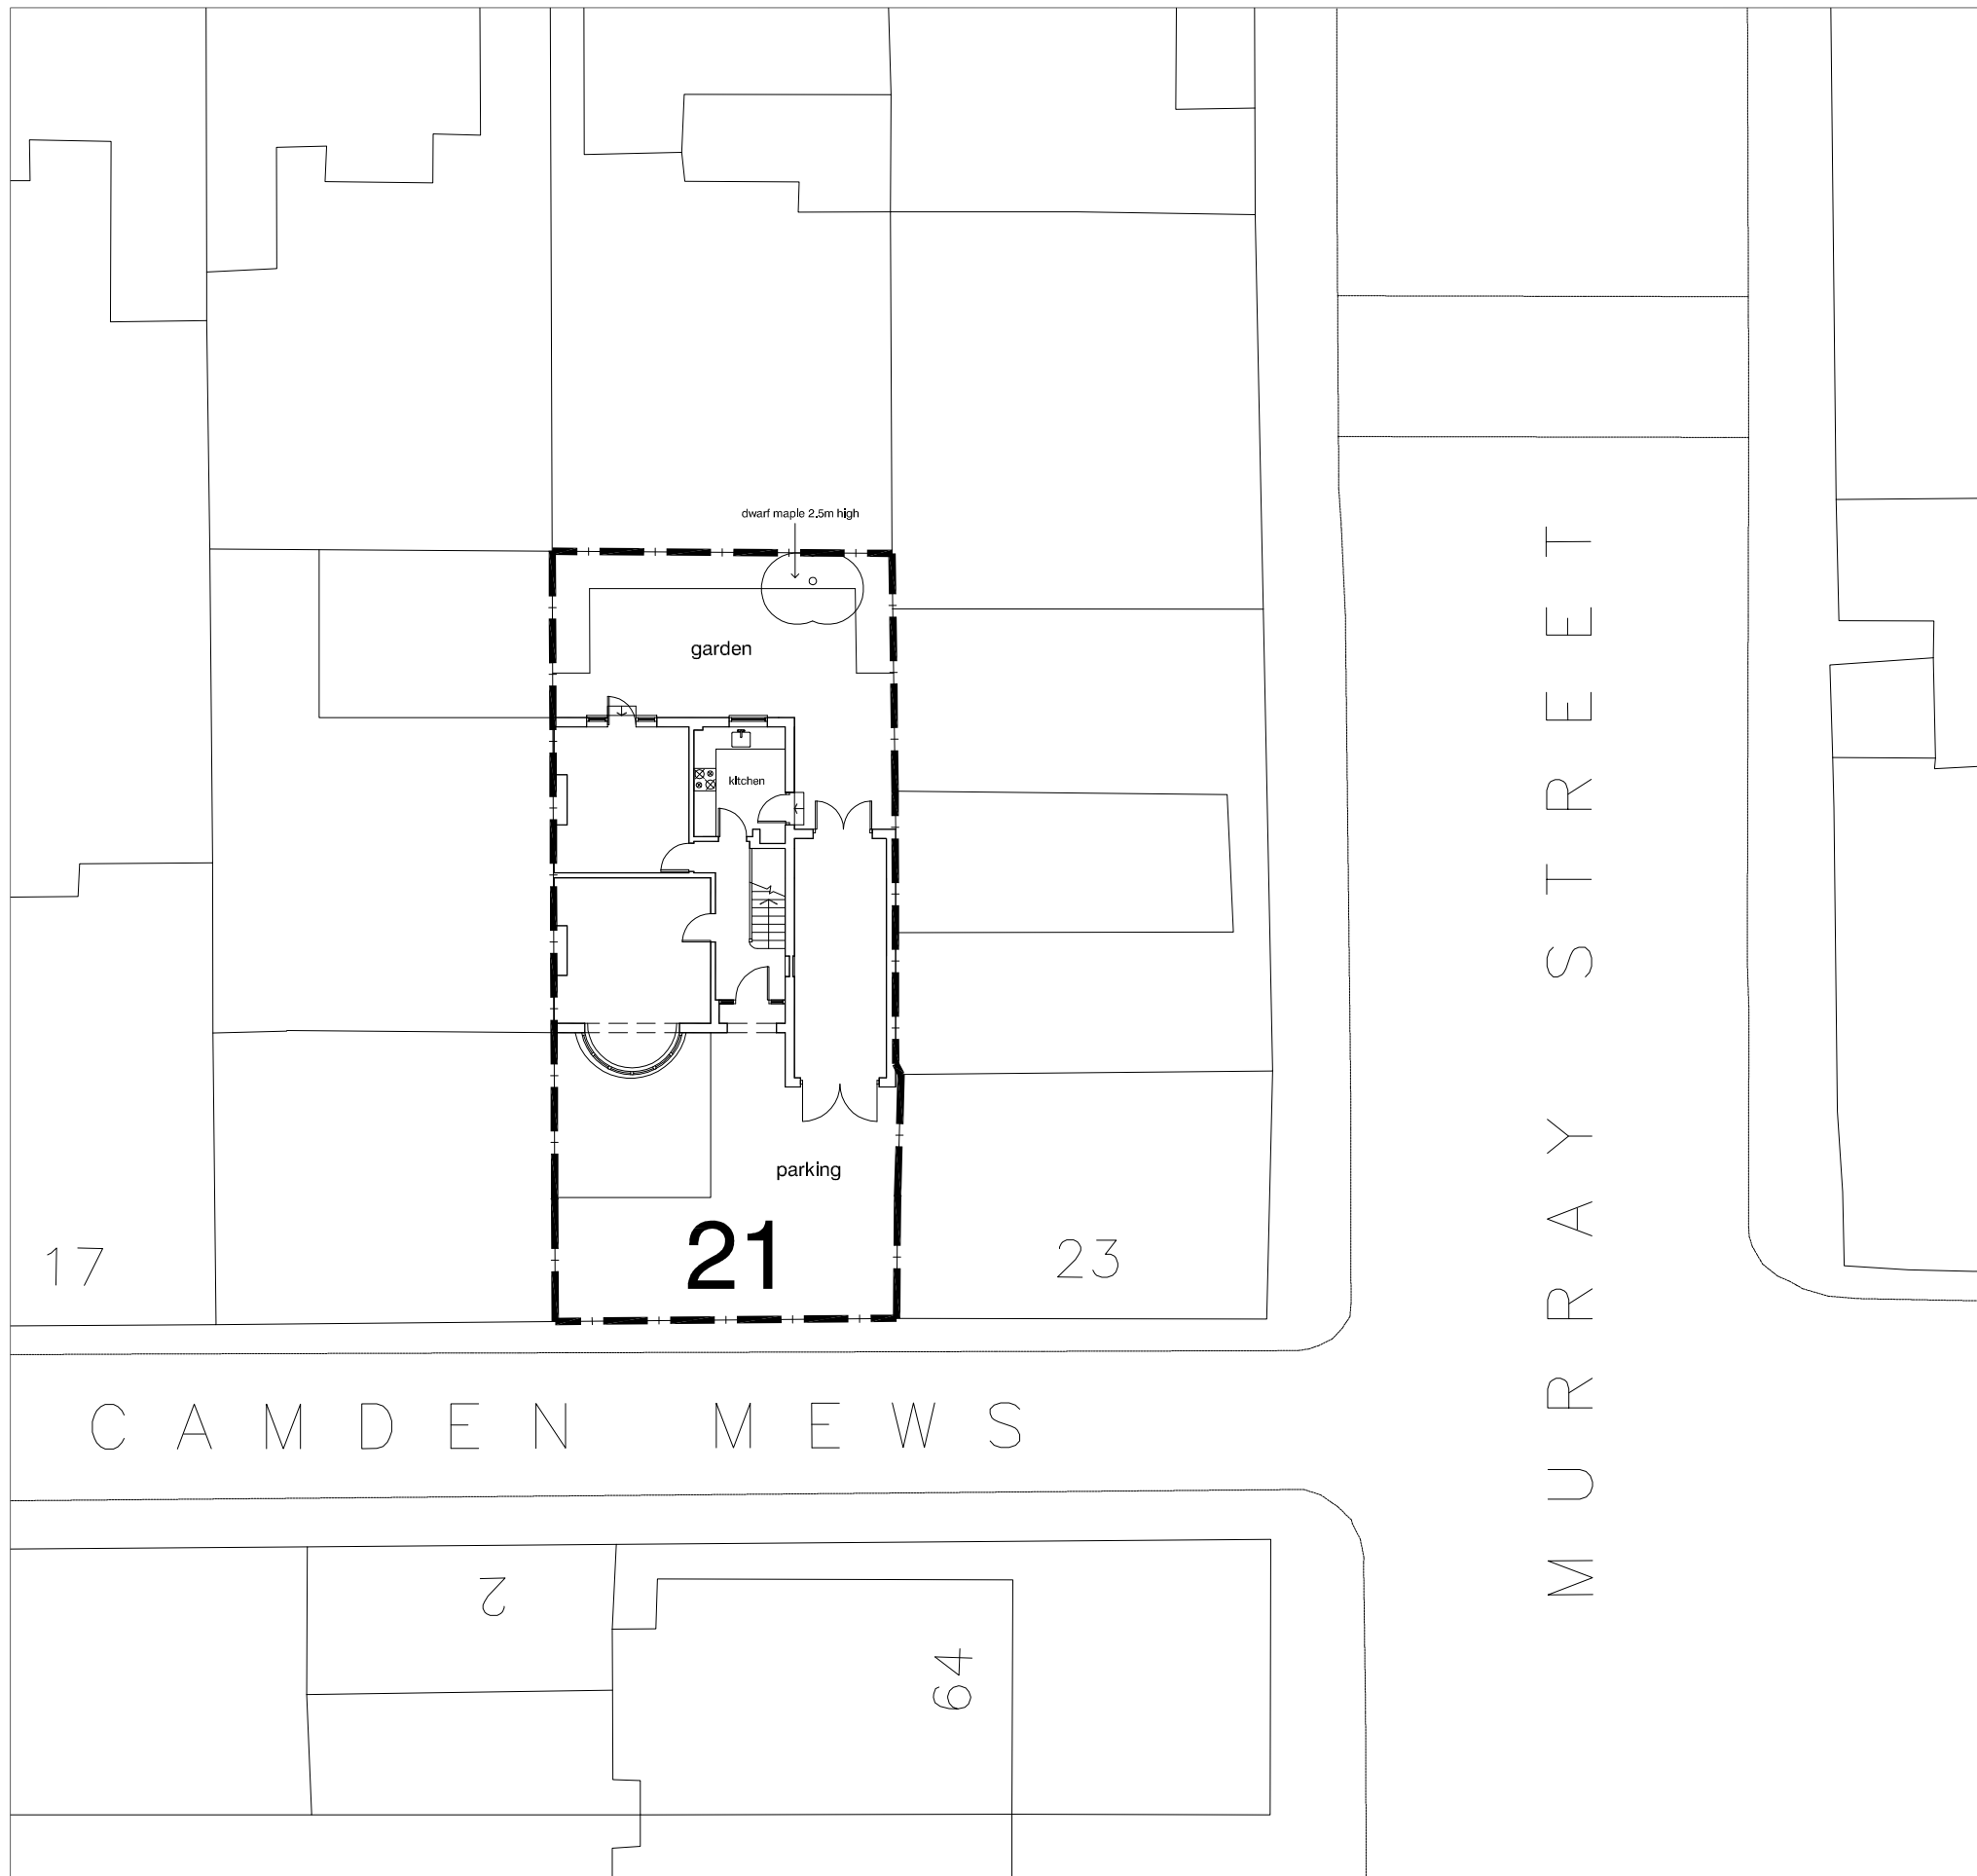 dwarf maple 2.5m high
garden
kitchen
parking
21
17
23
CAMDEN MEWS
MURRAY STREET
2
64